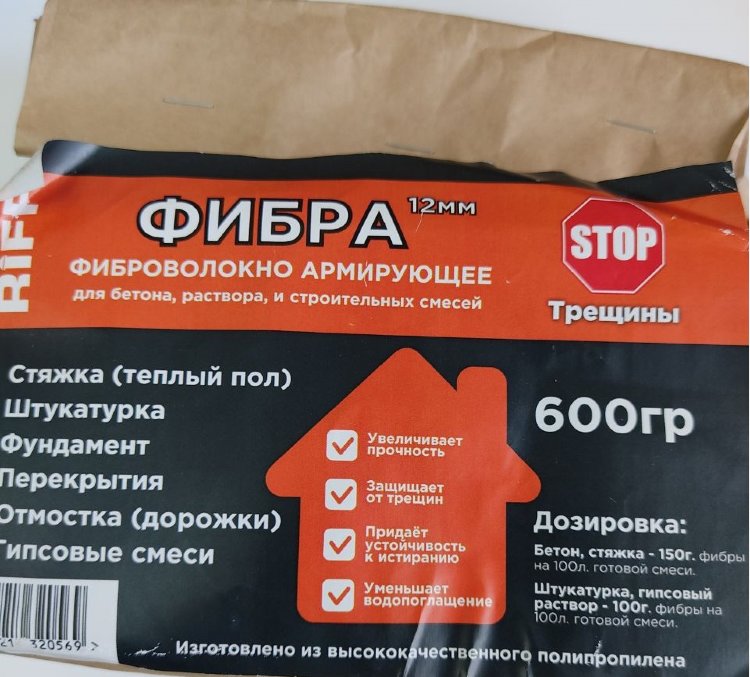 ФИБРА 12мм
ФИБРОВОЛОКНО АРМИРУЮЩЕЕ
для бетона, раствора, и строительных смесей
STOP
Трещины
Стяжка (теплый пол)
Штукатурка
Фундамент
Перекрытия
Отмостка (дорожки)
Гипсовые смеси
Увеличивает
прочность
Защищает
от трещин
Придаёт
устойчивость
к истиранию
Уменьшает
водопоглащение
600гр
Дозировка:
Бетон, стяжка - 150г. фибры
на 100л. готовой смеси.
Штукатурка, гипсовый
раствор - 100г. фибры на
100л. готовой смеси.
21 320569
Изготовлено из высококачественного полипропилена